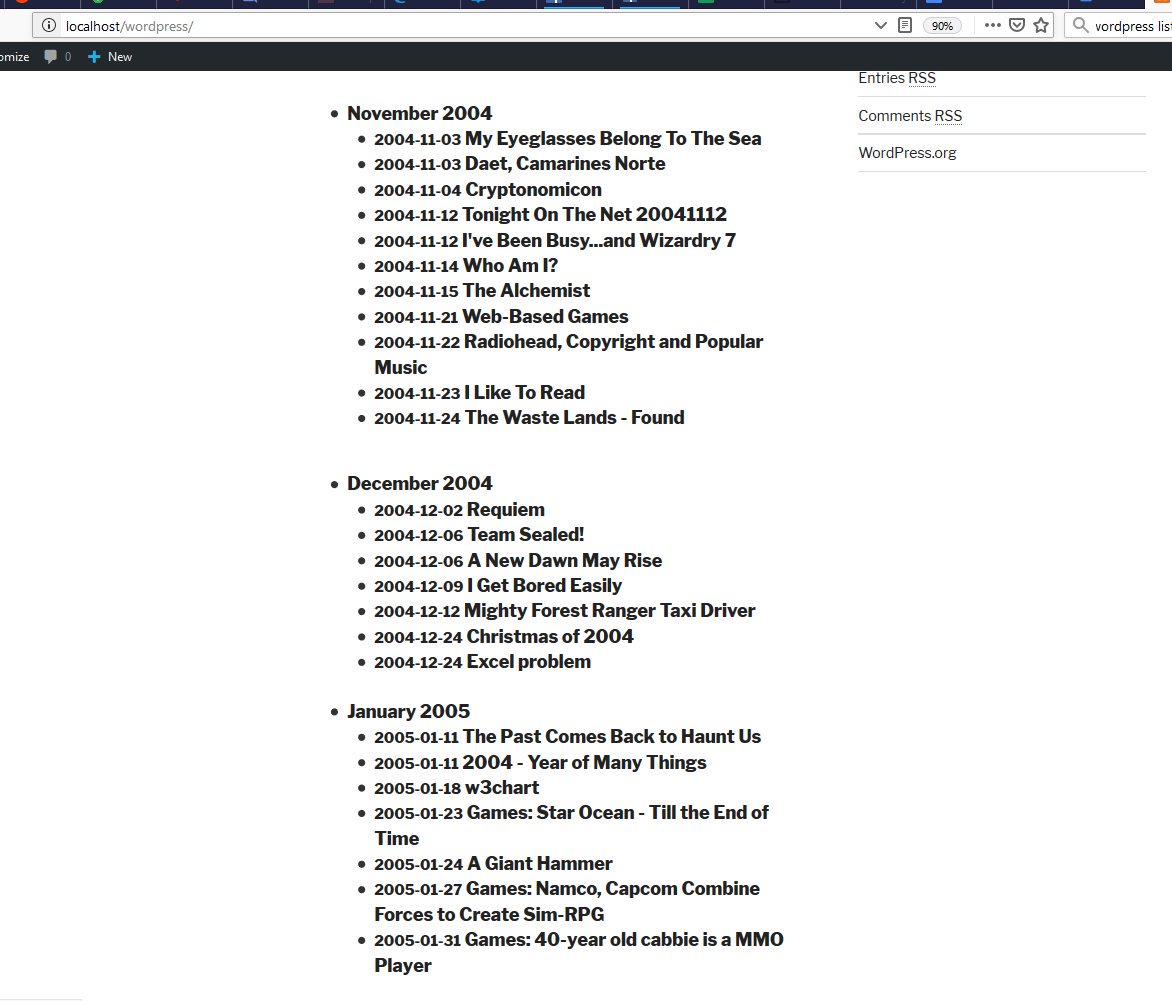 localhost/wordpress/
90%
wordpress list
omize
0
New
Entries RSS
Comments RSS
WordPress.org
November 2004
2004-11-03 My Eyeglasses Belong To The Sea
2004-11-03 Daet, Camarines Norte
2004-11-04 Cryptonomicon
2004-11-12 Tonight On The Net 20041112
2004-11-12 I've Been Busy...and Wizardry 7
2004-11-14 Who Am I?
2004-11-15 The Alchemist
2004-11-21 Web-Based Games
2004-11-22 Radiohead, Copyright and Popular
Music
2004-11-23 I Like To Read
2004-11-24 The Waste Lands - Found
December 2004
2004-12-02 Requiem
2004-12-06 Team Sealed!
2004-12-06 A New Dawn May Rise
2004-12-09 I Get Bored Easily
2004-12-12 Mighty Forest Ranger Taxi Driver
2004-12-24 Christmas of 2004
2004-12-24 Excel problem
January 2005
2005-01-11 The Past Comes Back to Haunt Us
2005-01-11 2004 - Year of Many Things
2005-01-18 w3chart
2005-01-23 Games: Star Ocean - Till the End of
Time
2005-01-24 A Giant Hammer
2005-01-27 Games: Namco, Capcom Combine
Forces to Create Sim-RPG
2005-01-31 Games: 40-year old cabbie is a MMO
Player